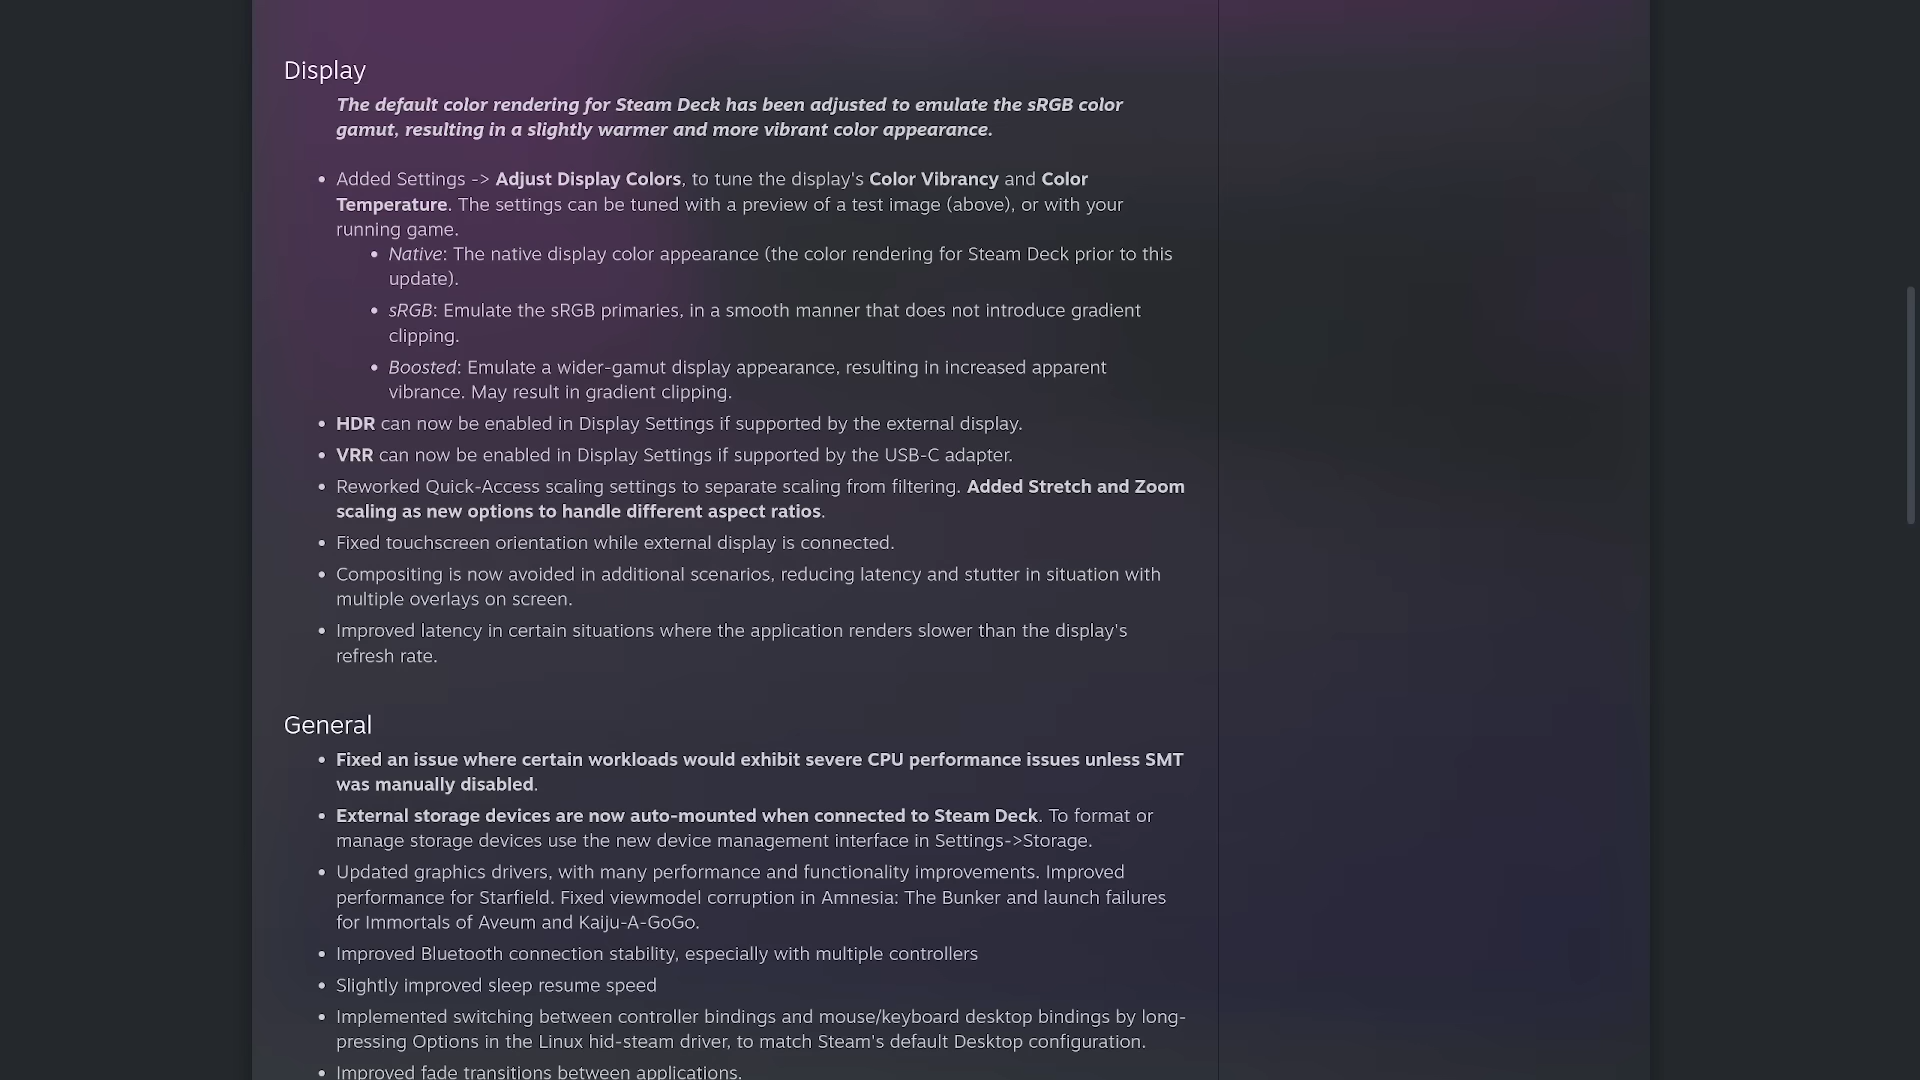 Display
The default color rendering for Steam Deck has been adjusted to emulate the sRGB color
gamut, resulting in a slightly warmer and more vibrant color appearance.
• Added Settings -> Adjust Display Colors, to tune the display's Color Vibrancy and Color
Temperature. The settings can be tuned with a preview of a test image (above), or with your
running game.
• Native: The native display color appearance (the color rendering for Steam Deck prior to this
update).
• sRGB: Emulate the sRGB primaries, in a smooth manner that does not introduce gradient
clipping.
• Boosted: Emulate a wider-gamut display appearance, resulting in increased apparent
vibrance. May result in gradient clipping.
• HDR can now be enabled in Display Settings if supported by the external display.
• VRR can now be enabled in Display Settings if supported by the USB-C adapter.
• Reworked Quick-Access scaling settings to separate scaling from filtering. Added Stretch and Zoom
scaling as new options to handle different aspect ratios.
• Fixed touchscreen orientation while external display is connected.
• Compositing is now avoided in additional scenarios, reducing latency and stutter in situation with
multiple overlays on screen.
• Improved latency in certain situations where the application renders slower than the display's
refresh rate.
General
• Fixed an issue where certain workloads would exhibit severe CPU performance issues unless SMT
was manually disabled.
• External storage devices are now auto-mounted when connected to Steam Deck. To format or
manage storage devices use the new device management interface in Settings->Storage.
• Updated graphics drivers, with many performance and functionality improvements. Improved
performance for Starfield. Fixed viewmodel corruption in Amnesia: The Bunker and launch failures
for Immortals of Aveum and Kaiju-A-GoGo.
• Improved Bluetooth connection stability, especially with multiple controllers
• Slightly improved sleep resume speed
• Implemented switching between controller bindings and mouse/keyboard desktop bindings by long-
pressing Options in the Linux hid-steam driver, to match Steam's default Desktop configuration.
• Improved fade transitions between applications.